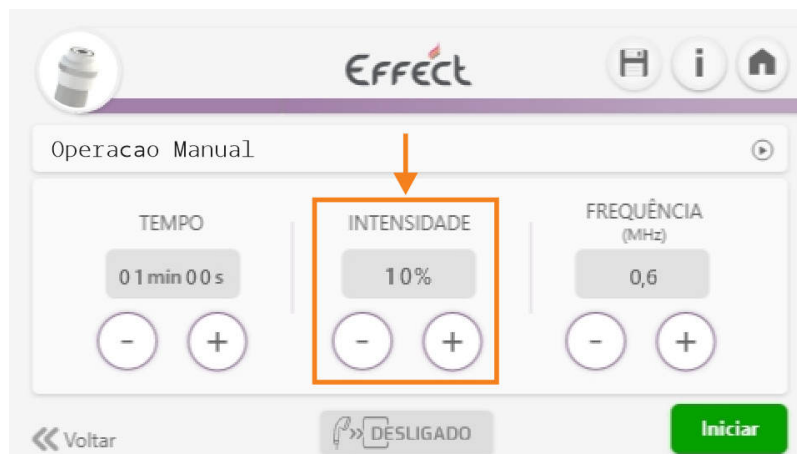 Effect
i
Operacao Manual
TEMPO
01min00s
-
+
INTENSIDADE
10%
-
+
FREQUÊNCIA
(MHz)
0,6
-
+
Voltar
DESLIGADO
Iniciar